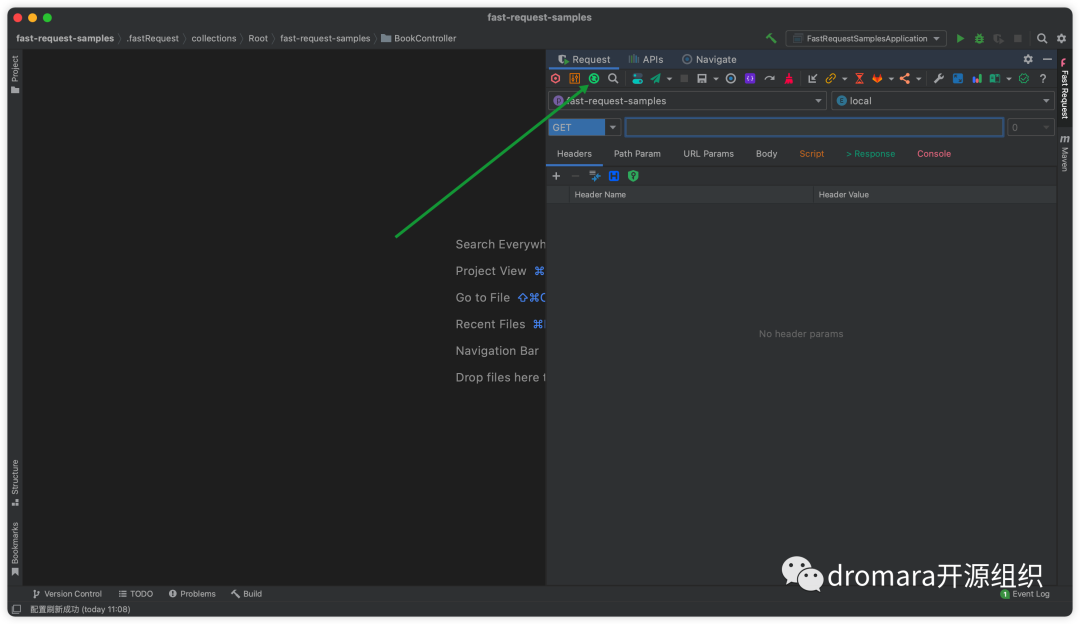 fast-request-samples
fast-request-samples .fastRequest collections Root fast-request-samples BookController FastRequestSamplesApplication
Project
Request APIs Navigate
fast-request-samples local
GET 0
Headers Path Param URL Params Body Script > Response Console
Header Name Header Value
Search Everywh
Project View ⌘
Go to File ⇧⌘
Recent Files ⌘
Navigation Bar
Drop files here t
No header params
Fast Request
Maven
Structure
Bookmarks
dromara开源组织
Version Control TODO Problems Build 1 Event Log
配置刷新成功 (today 11:08)